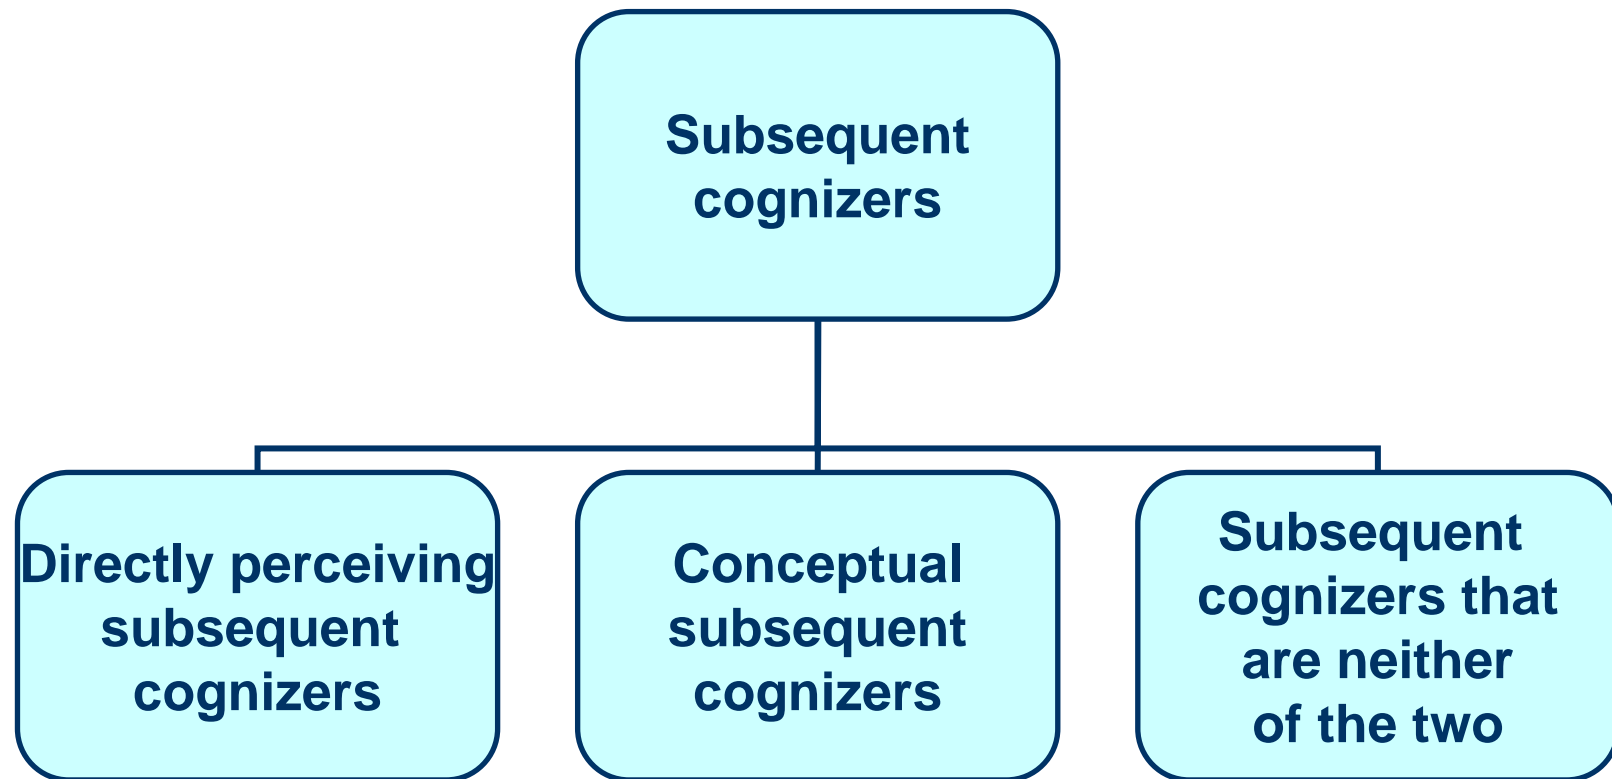 Subsequent
cognizers
Directly perceiving
subsequent
cognizers
Conceptual
subsequent
cognizers
Subsequent
cognizers that
are neither
of the two